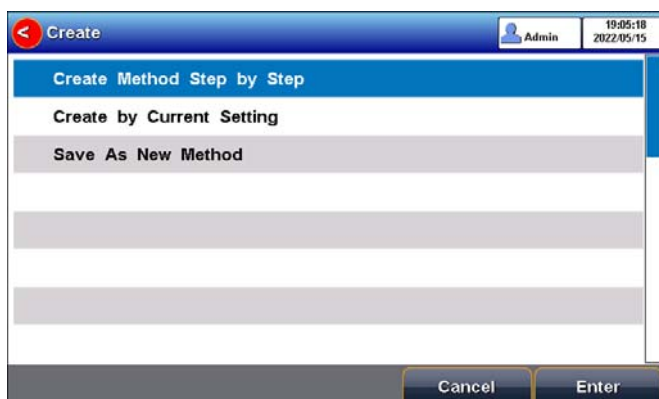 < Create
Admin
19:05:18
2022/05/15
Create Method Step by Step
Create by Current Setting
Save As New Method
Cancel
Enter